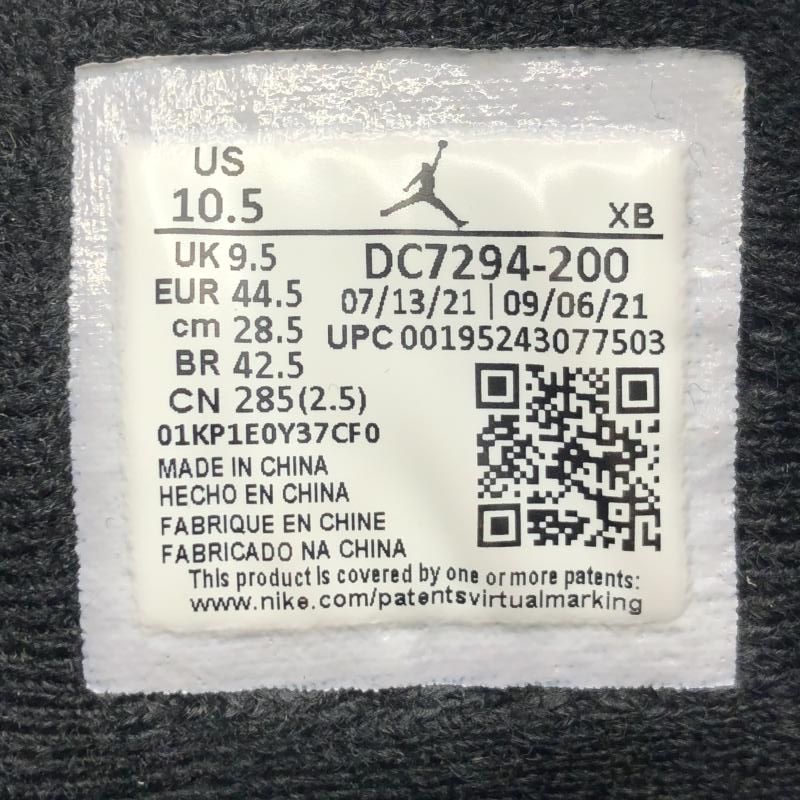 US
10.5
XB
UK 9.5
DC7294-200
EUR 44.5
07/13/21 | 09/06/21
cm 28.5
UPC 00195243077503
BR 42.5
CN 285(2.5)
01KP1E0Y37CF0
MADE IN CHINA
HECHO EN CHINA
FABRIQUE EN CHINE
FABRICADO NA CHINA
This product is covered by one or more patents:
www.nike.com/patentsvirtualmarking